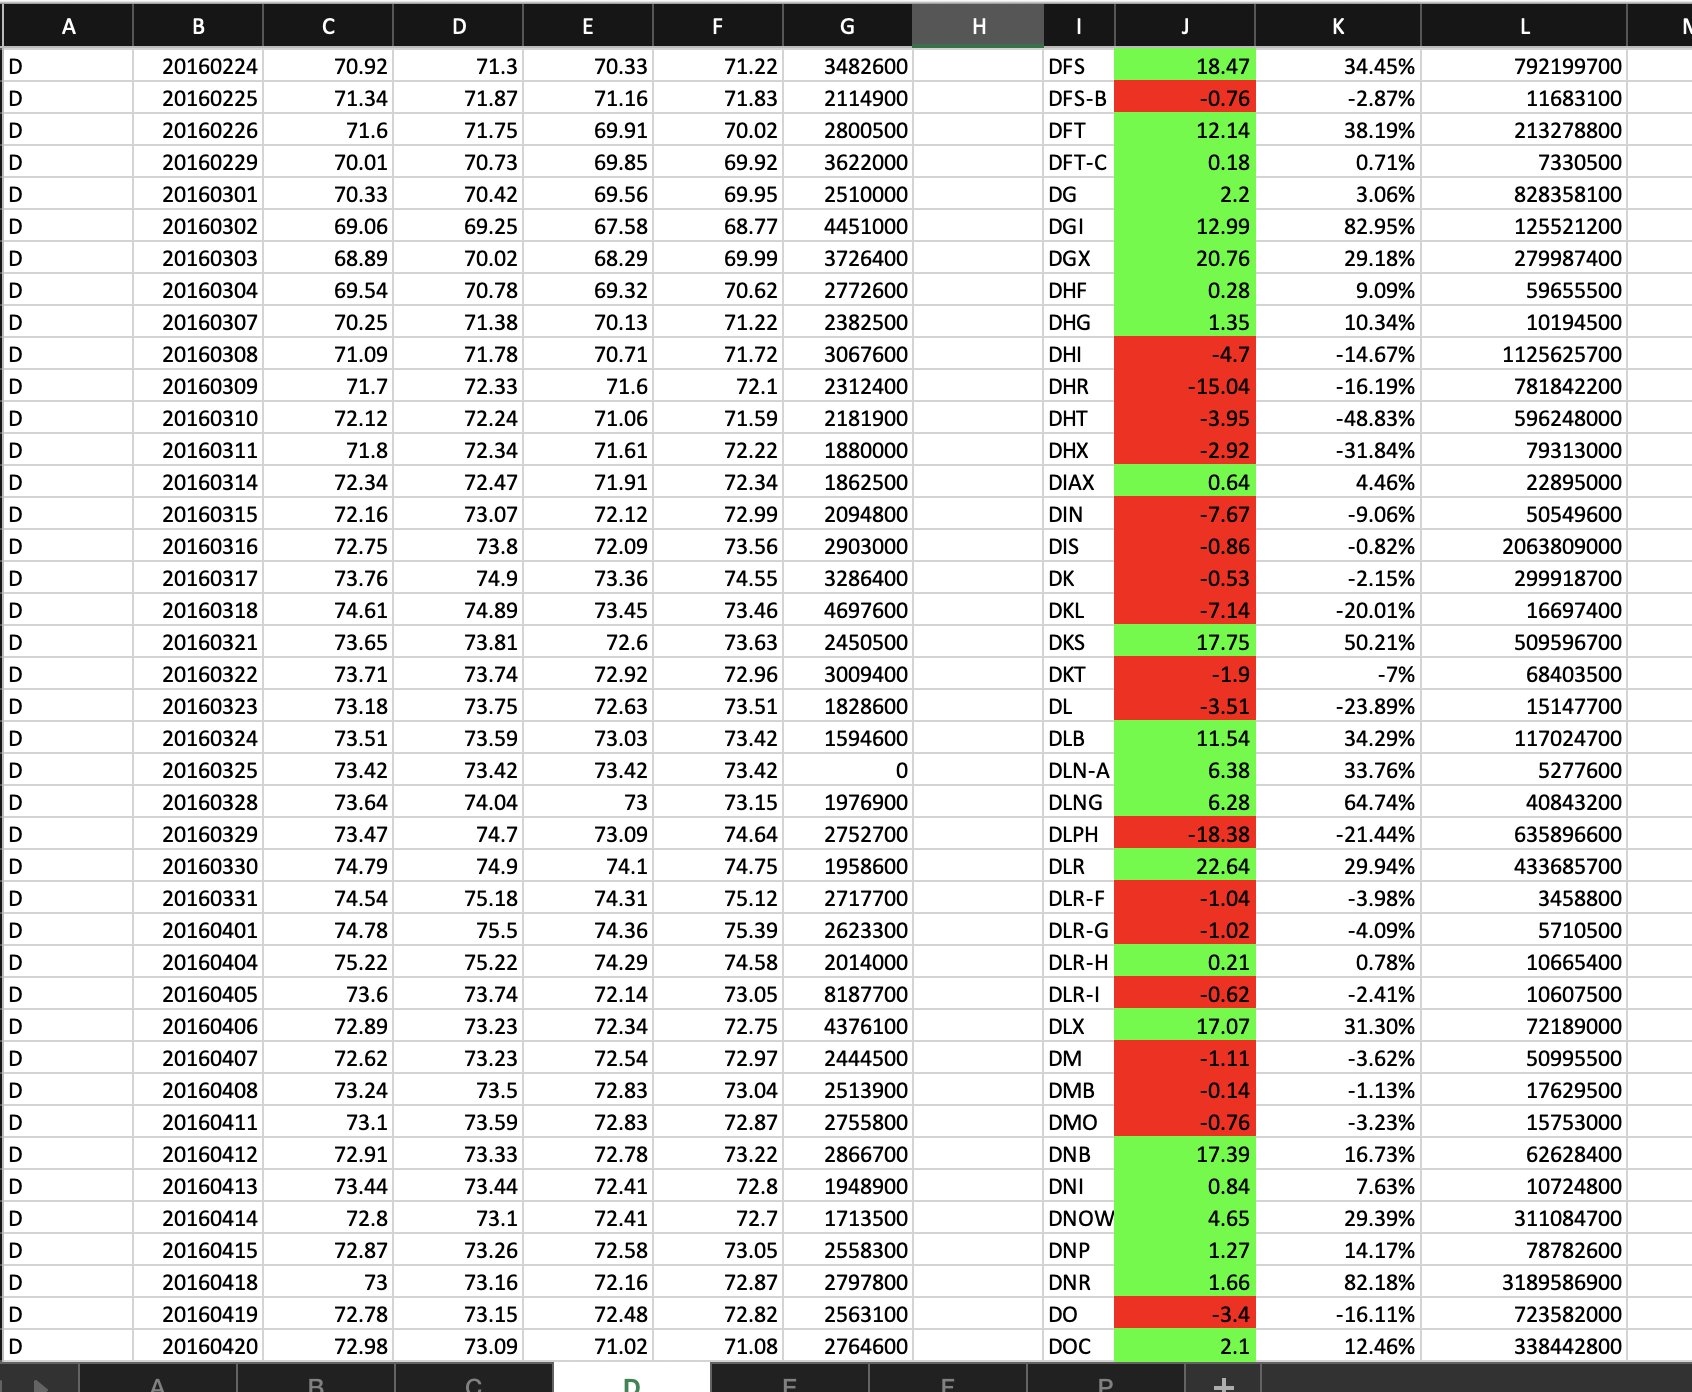 A B C D E F G H I J K L
D 20160224 70.92 71.3 70.33 71.22 3482600 DFS 18.47 34.45% 792199700
D 20160225 71.34 71.87 71.16 71.83 2114900 DFS-B -0.76 -2.87% 11683100
D 20160226 71.6 71.75 69.91 70.02 2800500 DFT 12.14 38.19% 213278800
D 20160229 70.01 70.73 69.85 69.92 3622000 DFT-C 0.18 0.71% 7330500
D 20160301 70.33 70.42 69.56 69.95 2510000 DG 2.2 3.06% 828358100
D 20160302 69.06 69.25 67.58 68.77 4451000 DGI 12.99 82.95% 125521200
D 20160303 68.89 70.02 68.29 69.99 3726400 DGX 20.76 29.18% 279987400
D 20160304 69.54 70.78 69.32 70.62 2772600 DHF 0.28 9.09% 59655500
D 20160307 70.25 71.38 70.13 71.22 2382500 DHG 1.35 10.34% 10194500
D 20160308 71.09 71.78 70.71 71.72 3067600 DHI -4.7 -14.67% 1125625700
D 20160309 71.7 72.33 71.6 72.1 2312400 DHR -15.04 -16.19% 781842200
D 20160310 72.12 72.24 71.06 71.59 2181900 DHT -3.95 -48.83% 596248000
D 20160311 71.8 72.34 71.61 72.22 1880000 DHX -2.92 -31.84% 79313000
D 20160314 72.34 72.47 71.91 72.34 1862500 DIAX 0.64 4.46% 22895000
D 20160315 72.16 73.07 72.12 72.99 2094800 DIN -7.67 -9.06% 50549600
D 20160316 72.75 73.8 72.09 73.56 2903000 DIS -0.86 -0.82% 2063809000
D 20160317 73.76 74.9 73.36 74.55 3286400 DK -0.53 -2.15% 299918700
D 20160318 74.61 74.89 73.45 73.46 4697600 DKL -7.14 -20.01% 16697400
D 20160321 73.65 73.81 72.6 73.63 2450500 DKS 17.75 50.21% 509596700
D 20160322 73.71 73.74 72.92 72.96 3009400 DKT -1.9 -7% 68403500
D 20160323 73.18 73.75 72.63 73.51 1828600 DL -3.51 -23.89% 15147700
D 20160324 73.51 73.59 73.03 73.42 1594600 DLB 11.54 34.29% 117024700
D 20160325 73.42 73.42 73.42 73.42 0 DLN-A 6.38 33.76% 5277600
D 20160328 73.64 74.04 73 73.15 1976900 DLNG 6.28 64.74% 40843200
D 20160329 73.47 74.7 73.09 74.64 2752700 DLPH -18.38 -21.44% 635896600
D 20160330 74.79 74.9 74.1 74.75 1958600 DLR 22.64 29.94% 433685700
D 20160331 74.54 75.18 74.31 75.12 2717700 DLR-F -1.04 -3.98% 3458800
D 20160401 74.78 75.5 74.36 75.39 2623300 DLR-G -1.02 -4.09% 5710500
D 20160404 75.22 75.22 74.29 74.58 2014000 DLR-H 0.21 0.78% 10665400
D 20160405 73.6 73.74 72.14 73.05 8187700 DLR-I -0.62 -2.41% 10607500
D 20160406 72.89 73.23 72.34 72.75 4376100 DLX 17.07 31.30% 72189000
D 20160407 72.62 73.23 72.54 72.97 2444500 DM -1.11 -3.62% 50995500
D 20160408 73.24 73.5 72.83 73.04 2513900 DMB -0.14 -1.13% 17629500
D 20160411 73.1 73.59 72.83 72.87 2755800 DMO -0.76 -3.23% 15753000
D 20160412 72.91 73.33 72.78 73.22 2866700 DNB 17.39 16.73% 62628400
D 20160413 73.44 73.44 72.41 72.8 1948900 DNI 0.84 7.63% 10724800
D 20160414 72.8 73.1 72.41 72.7 1713500 DNOW 4.65 29.39% 311084700
D 20160415 72.87 73.26 72.58 73.05 2558300 DNP 1.27 14.17% 78782600
D 20160418 73 73.16 72.16 72.87 2797800 DNR 1.66 82.18% 3189586900
D 20160419 72.78 73.15 72.48 72.82 2563100 DO -3.4 -16.11% 723582000
D 20160420 72.98 73.09 71.02 71.08 2764600 DOC 2.1 12.46% 338442800
A B C D